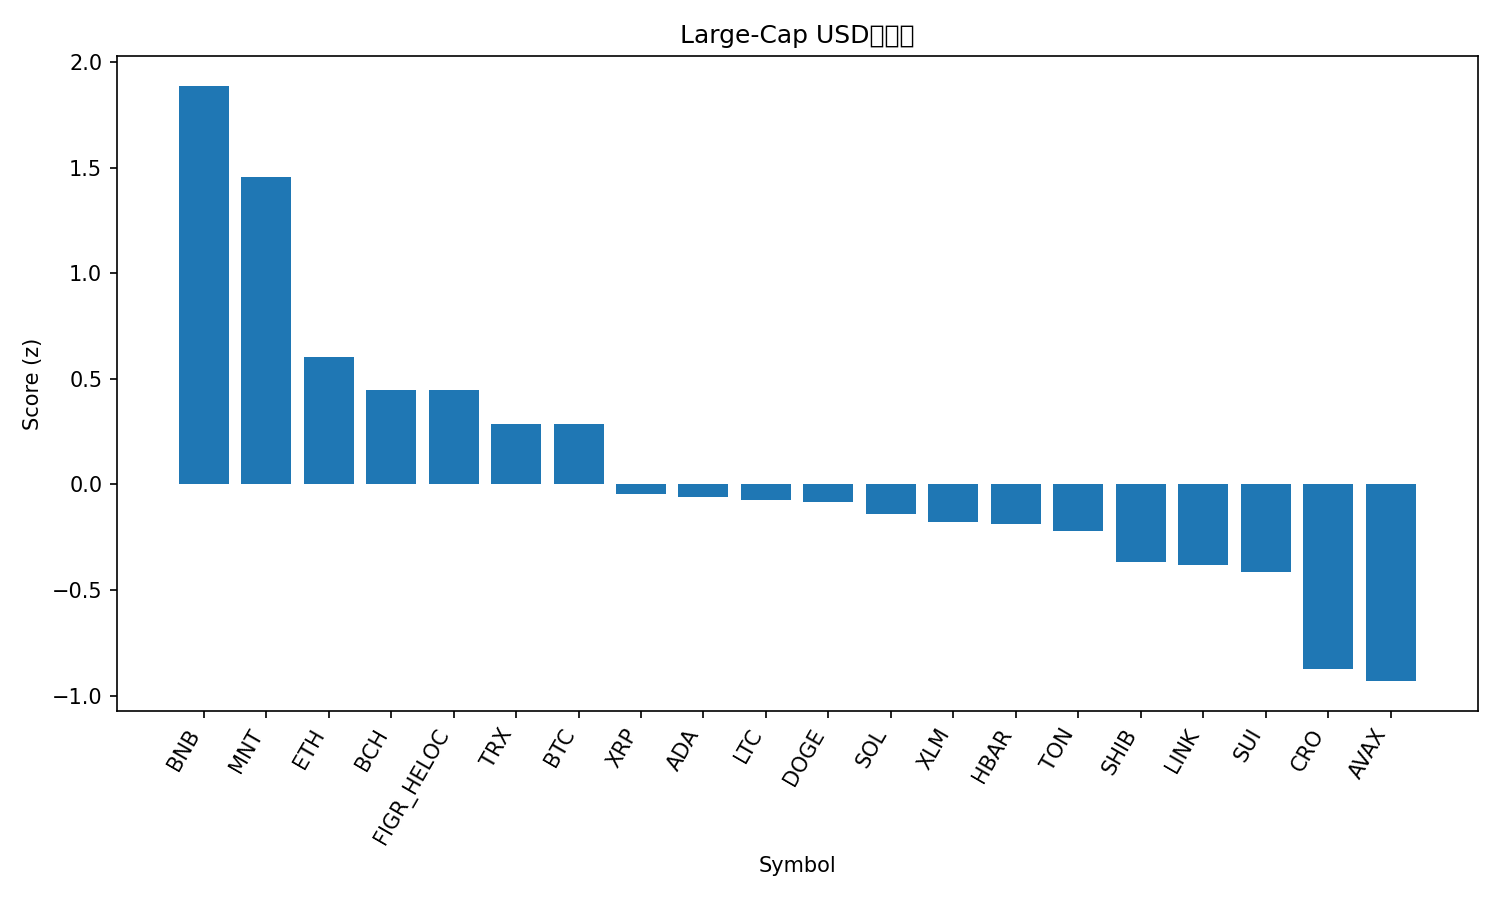 Large-Cap USD
Score (z)
2.0
1.5
1.0
0.5
0.0
−0.5
−1.0
BNB
MNT
ETH
BCH
FIGR_HELOC
TRX
BTC
XRP
ADA
LTC
DOGE
SOL
XLM
HBAR
TON
SHIB
LINK
SUI
CRO
AVAX
Symbol